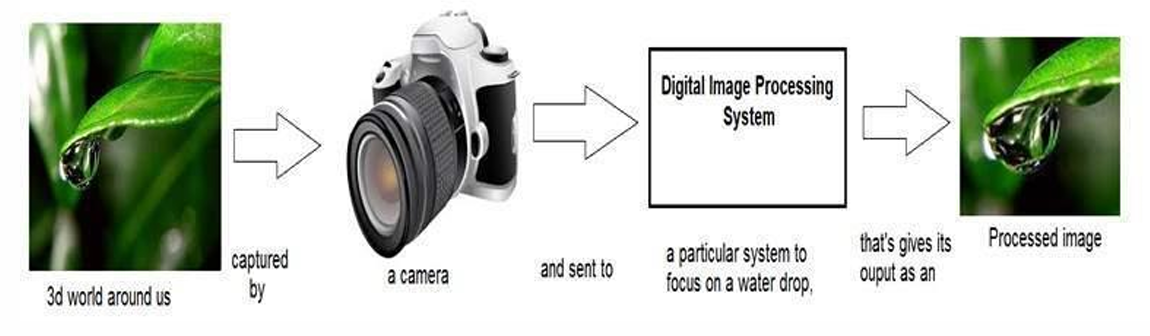 3d world around us
captured
by
a camera
and sent to
Digital Image Processing
System
a particular system to
focus on a water drop,
that's gives its
ouput as an
Processed image